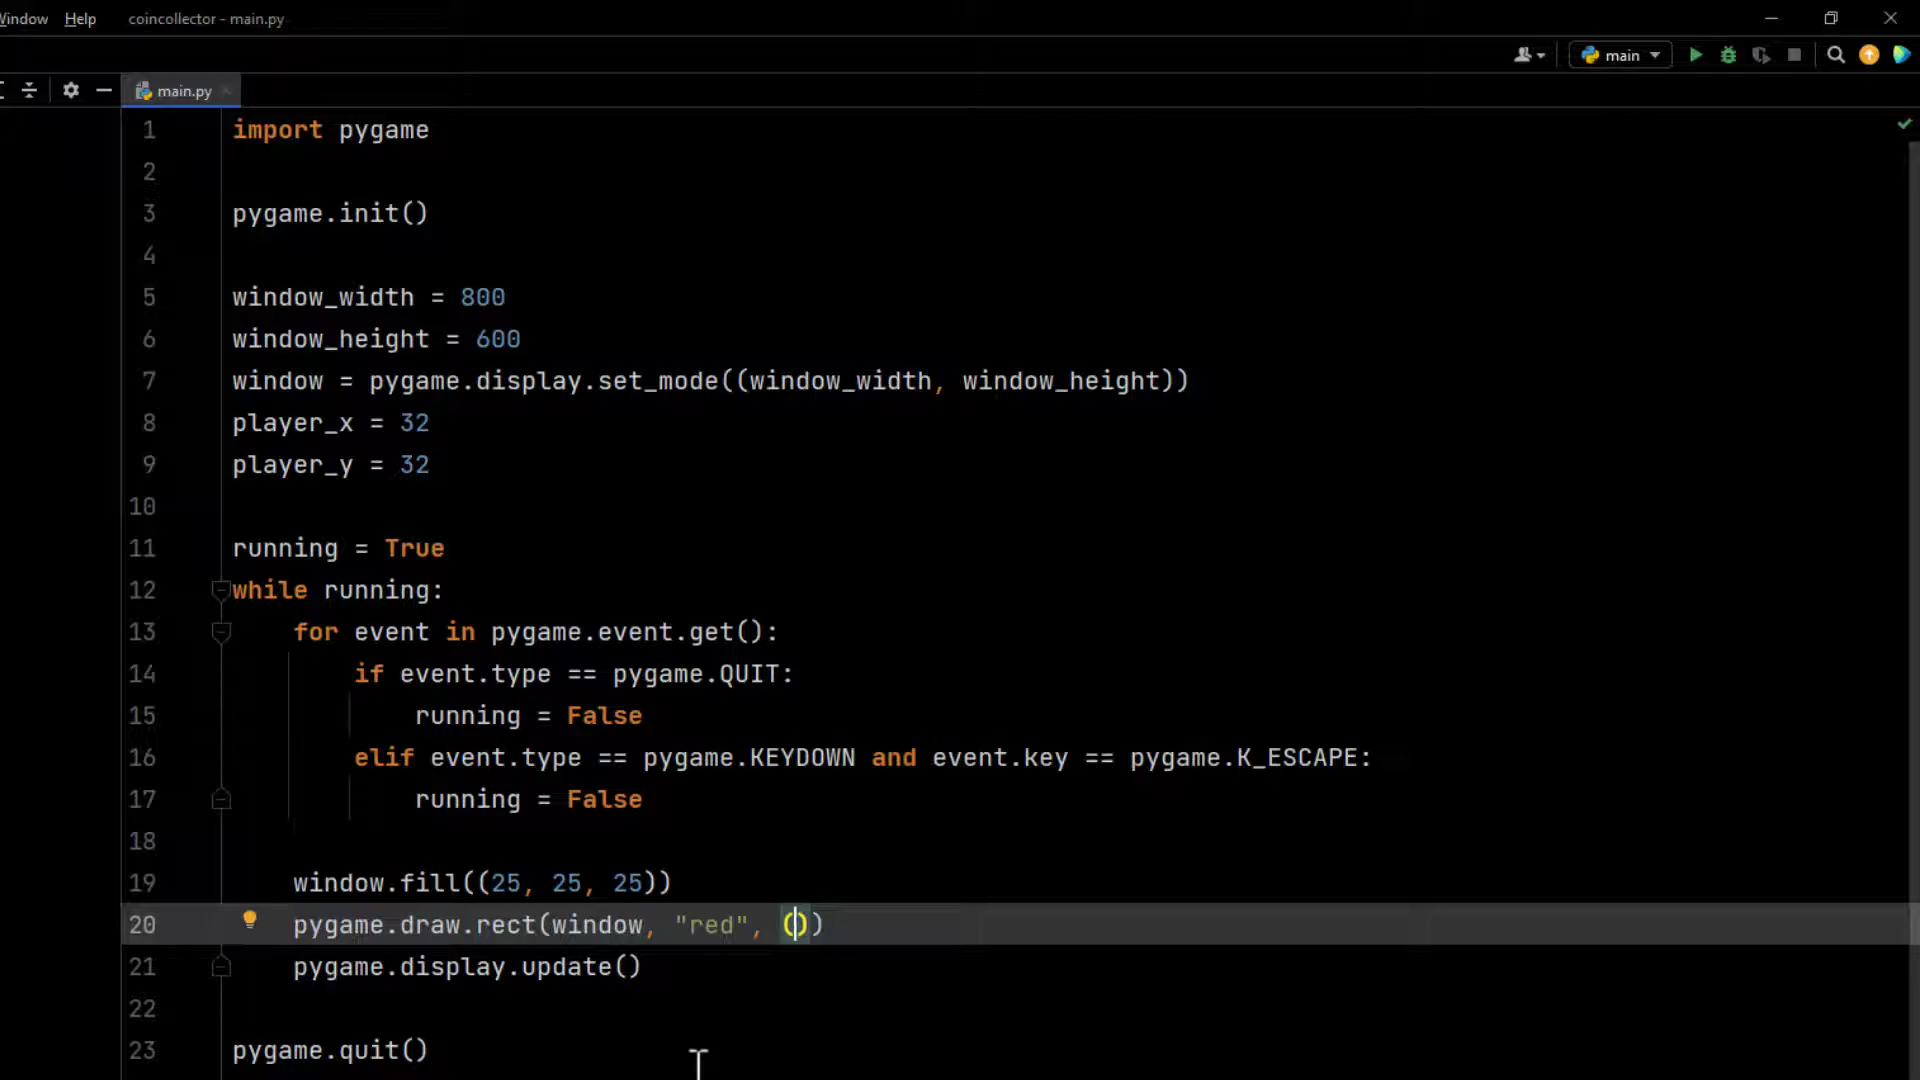 Window Help coincollector - main.py
main
main.py
1 import pygame
2
3 pygame.init()
4
5 window_width = 800
6 window_height = 600
7 window = pygame.display.set_mode((window_width, window_height))
8 player_x = 32
9 player_y = 32
10
11 running = True
12 while running:
13     for event in pygame.event.get():
14         if event.type == pygame.QUIT:
15             running = False
16         elif event.type == pygame.KEYDOWN and event.key == pygame.K_ESCAPE:
17             running = False
18
19     window.fill((25, 25, 25))
20     pygame.draw.rect(window, "red", ())
21     pygame.display.update()
22
23 pygame.quit()